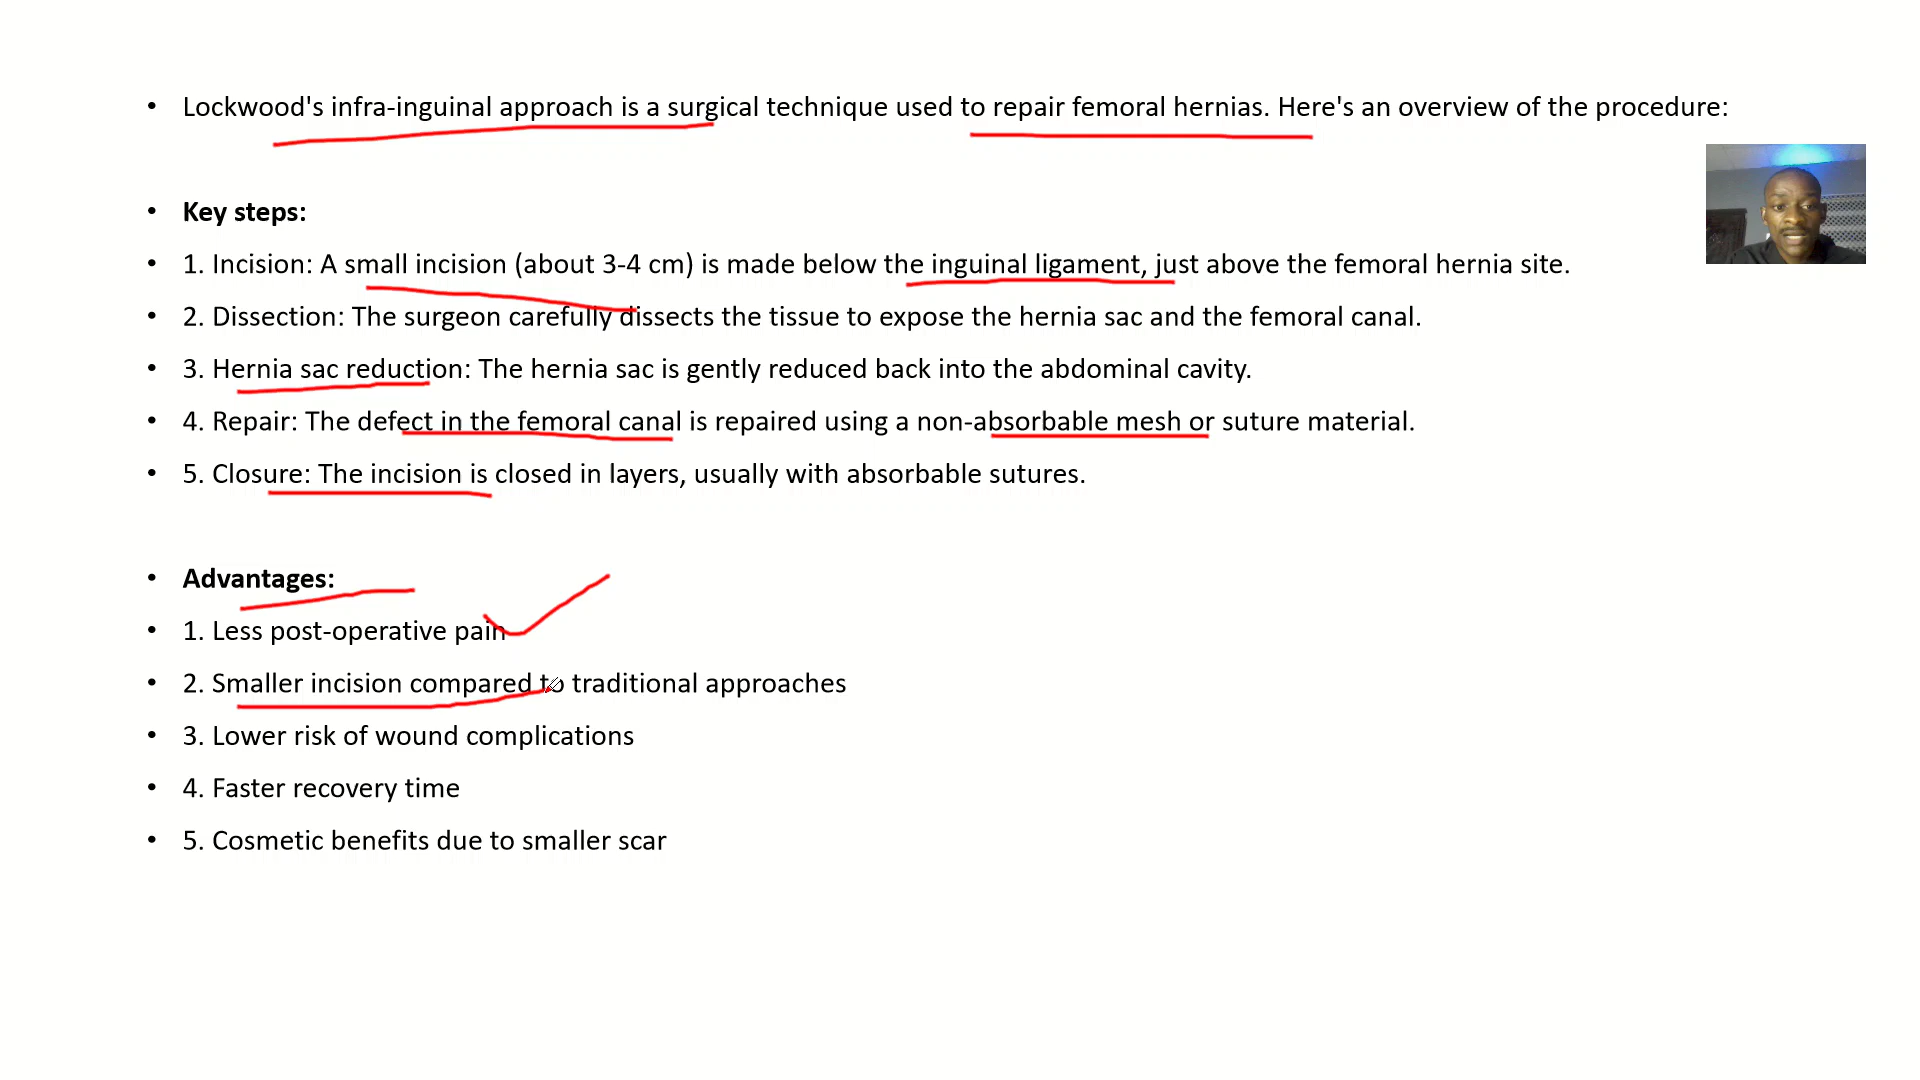 • Lockwood's infra-inguinal approach is a surgical technique used to repair femoral hernias. Here's an overview of the procedure:
• Key steps:
• 1. Incision: A small incision (about 3-4 cm) is made below the inguinal ligament, just above the femoral hernia site.
• 2. Dissection: The surgeon carefully dissects the tissue to expose the hernia sac and the femoral canal.
• 3. Hernia sac reduction: The hernia sac is gently reduced back into the abdominal cavity.
• 4. Repair: The defect in the femoral canal is repaired using a non-absorbable mesh or suture material.
• 5. Closure: The incision is closed in layers, usually with absorbable sutures.
• Advantages:
• 1. Less post-operative pain
• 2. Smaller incision compared to traditional approaches
• 3. Lower risk of wound complications
• 4. Faster recovery time
• 5. Cosmetic benefits due to smaller scar